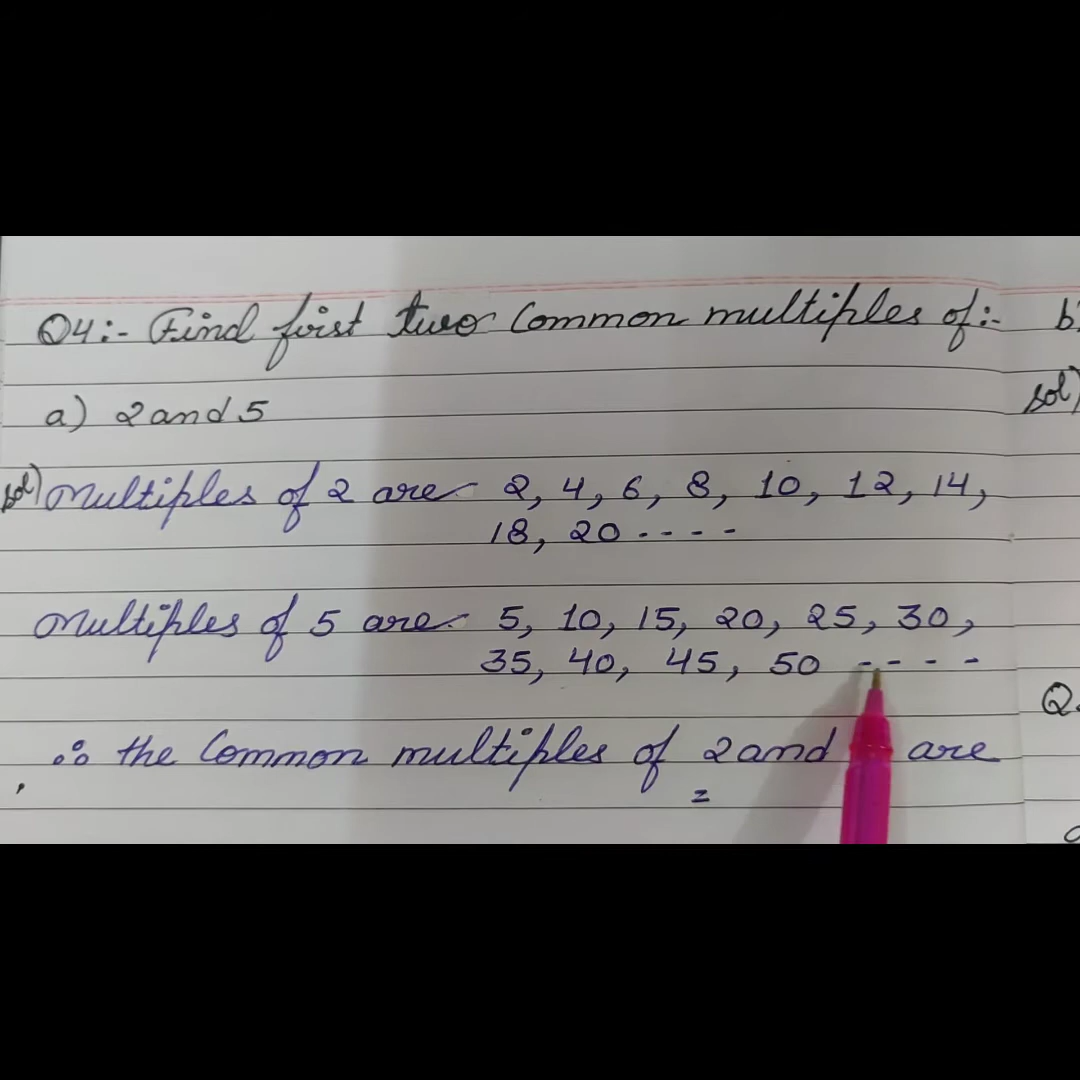 Q4:- Find first two Common multiples of:-
a) 2 and 5
sol) Multiples of 2 are- 2, 4, 6, 8, 10, 12, 14,
18, 20 - - - -
Multiples of 5 are- 5, 10, 15, 20, 25, 30,
35, 40, 45, 50 - - - -
∴ the Common multiples of 2 and are
=
b)
sol)
Q.